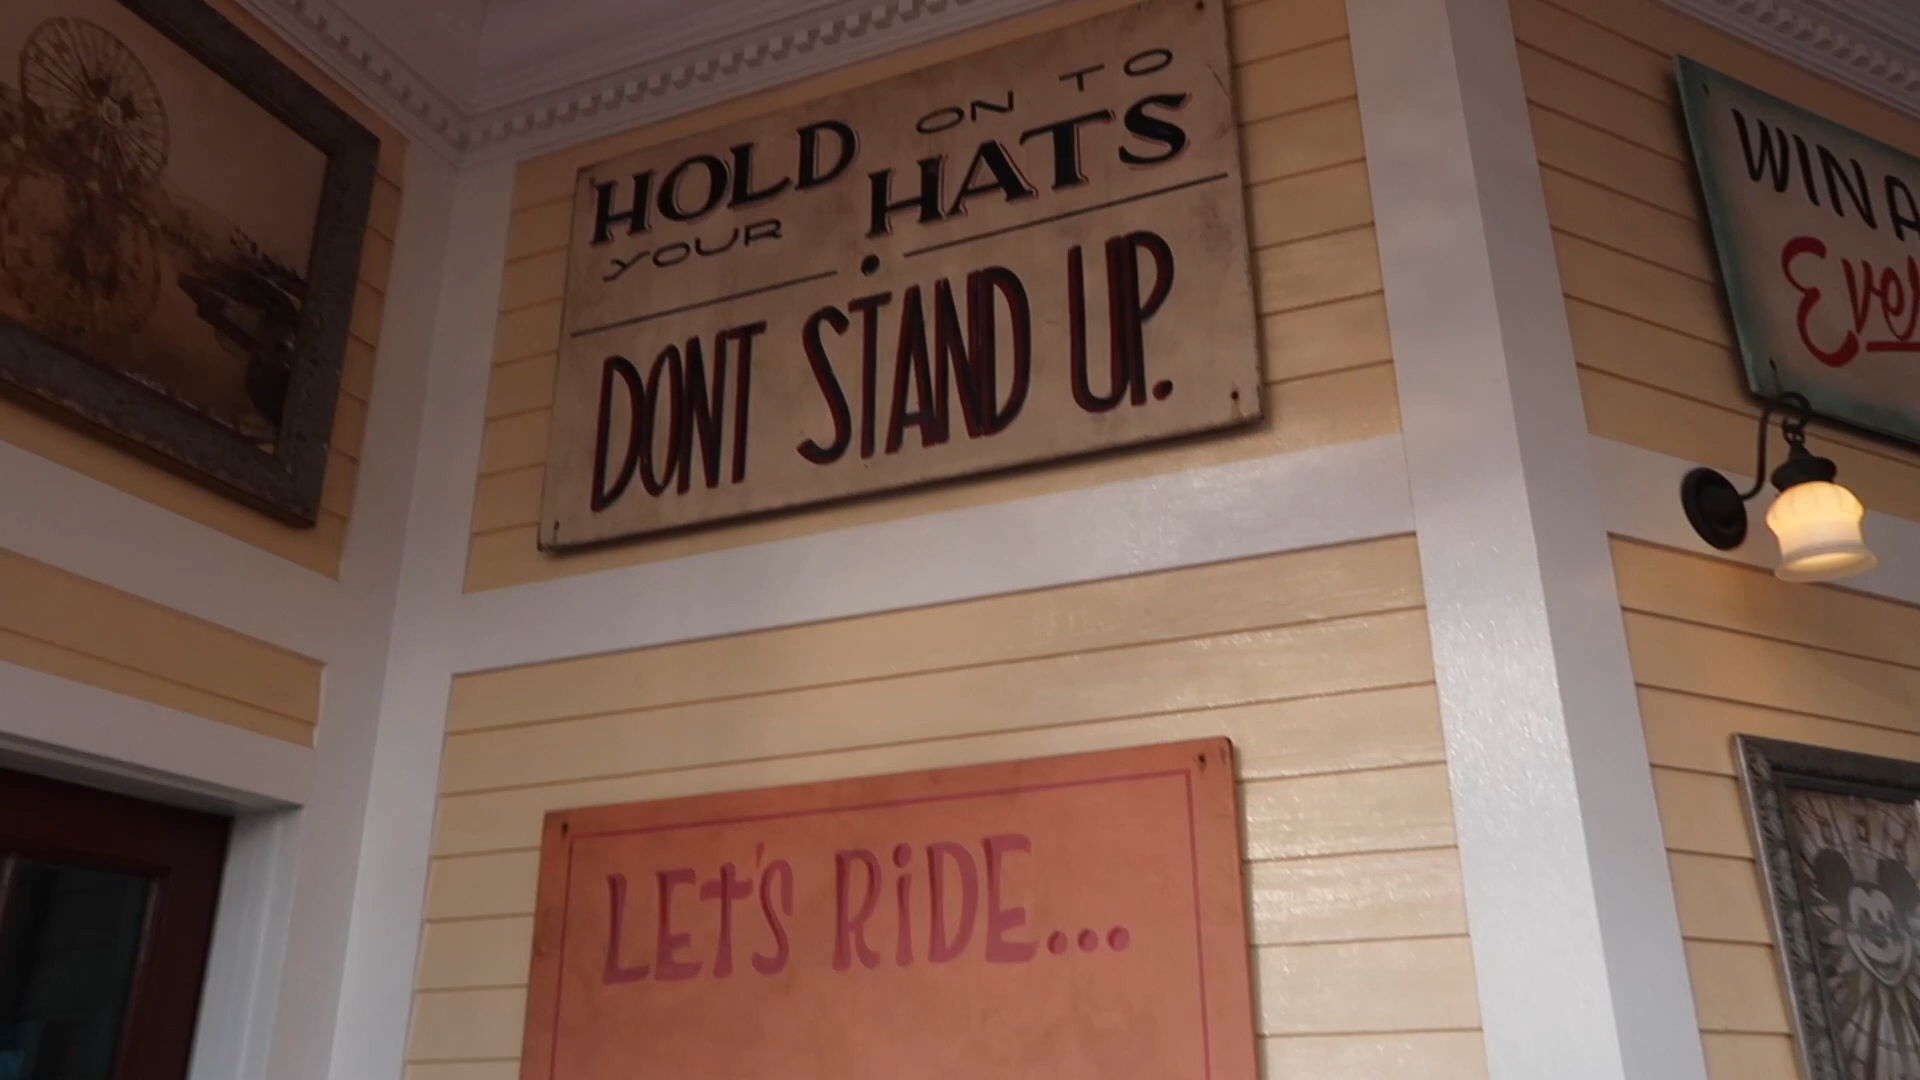 HOLD ON TO
YOUR HATS
DONT STAND UP.
LET'S RIDE...
WIN A